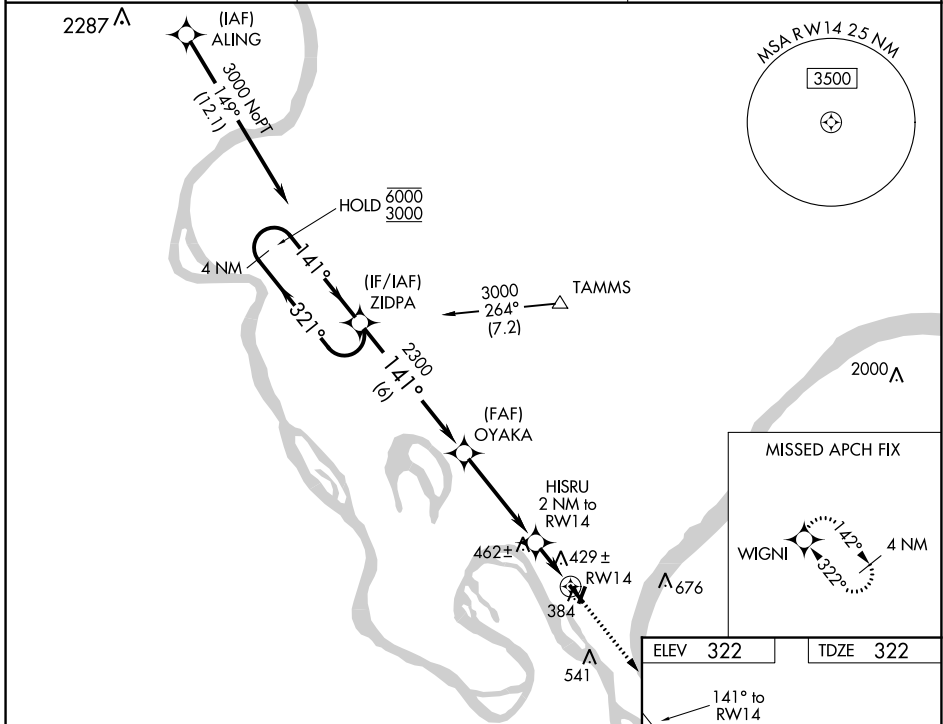 2287
(IAF)
ALING
3000 NoPT
149°
(12.1)
MSA RW14 25 NM
3500
HOLD 6000
3000
4 NM
141°
321°
(IF/IAF)
ZIDPA
TAMMS
3000
264°
(7.2)
2300
141°
(6)
2000
(FAF)
OYAKA
MISSED APCH FIX
WIGNI
142°
322°
4 NM
HISRU
2 NM to
RW14
462±
429±
RW14
384
676
541
ELEV 322
TDZE 322
141° to
RW14